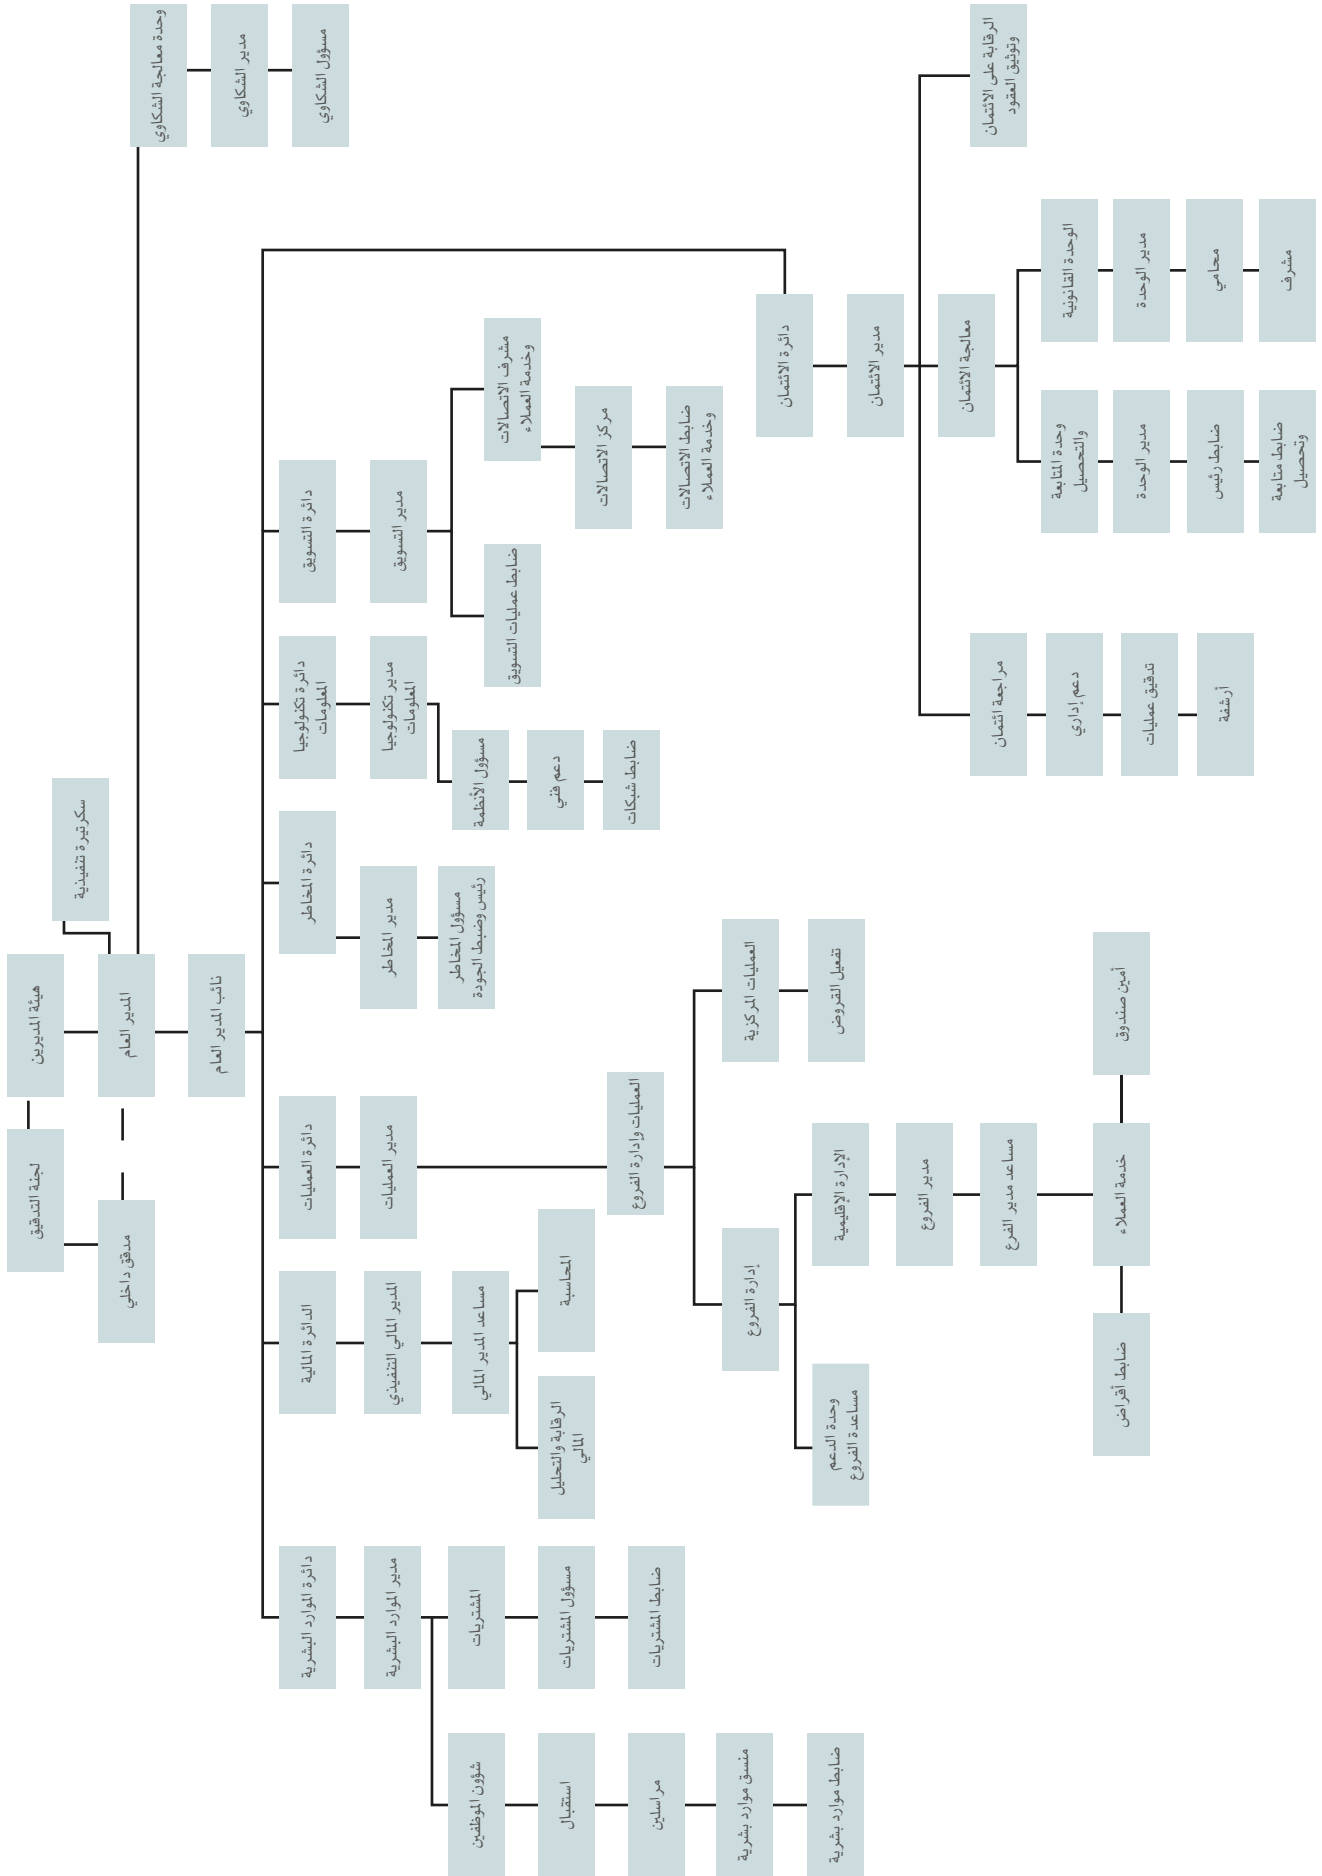 هيئة المديرين
لجنة التدقيق
المدير العام
سكرتيرة تنفيذية
مدقق داخلي
نائب المدير العام
وحدة معالجة الشكاوي
مدير الشكاوي
مسؤول الشكاوي
دائرة الموارد البشرية
مدير الموارد البشرية
شؤون الموظفين
استقبال
مراسلين
منسق موارد بشرية
ضابط موارد بشرية
المشتريات
مسؤول المشتريات
ضابط المشتريات
الدائرة المالية
المدير المالي التنفيذي
مساعد المدير المالي
الرقابة والتحليل
المالي
المحاسبة
دائرة العمليات
مدير العمليات
العمليات وإدارة الفروع
إدارة الفروع
وحدة الدعم
مساعدة الفروع
الإدارة الإقليمية
مدير الفروع
مساعد مدير الفرع
خدمة العملاء
ضابط أقراض
أمين صندوق
العمليات المركزية
تفعيل القروض
دائرة المخاطر
مدير المخاطر
مسؤول المخاطر
رئيس وضبط الجودة
دائرة تكنولوجيا
المعلومات
مدير تكنولوجيا
المعلومات
مسؤول الأنظمة
دعم فني
ضابط شبكات
دائرة التسويق
مدير التسويق
ضابط عمليات التسويق
مشرف الاتصالات
وخدمة العملاء
مركز الاتصالات
ضابط الاتصالات
وخدمة العملاء
دائرة الائتمان
مدير الائتمان
مراجعة ائتمان
دعم إداري
تدقيق عمليات
أرشفة
معالجة الائتمان
وحدة المتابعة
والتحصيل
مدير الوحدة
ضابط رئيس
ضابط متابعة
وتحصيل
الوحدة القانونية
مدير الوحدة
محامي
مشرف
الرقابة على الائتمان
وتوثيق العقود